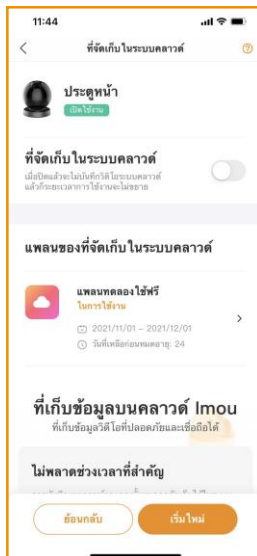 11:44
ที่จัดเก็บในระบบคลาวด์
ประตูหน้า
เปิดใช้งาน
ที่จัดเก็บในระบบคลาวด์
เมื่อปิดแล้วจะไม่บันทึกวิดีโอระบบคลาวด์
แล้วก็ระยะเวลาการใช้งานจะไม่ขยาย
แพลนของที่จัดเก็บในระบบคลาวด์
แพลนทดลองใช้ฟรี
ในการใช้งาน
2021/11/01 ~ 2021/12/01
วันที่เหลือก่อนหมดอายุ: 24
ที่เก็บข้อมูลบนคลาวด์ Imou
ที่เก็บข้อมูลวิดีโอที่ปลอดภัยและเชื่อถือได้
ไม่พลาดช่วงเวลาที่สำคัญ
ย้อนกลับ
เริ่มใหม่